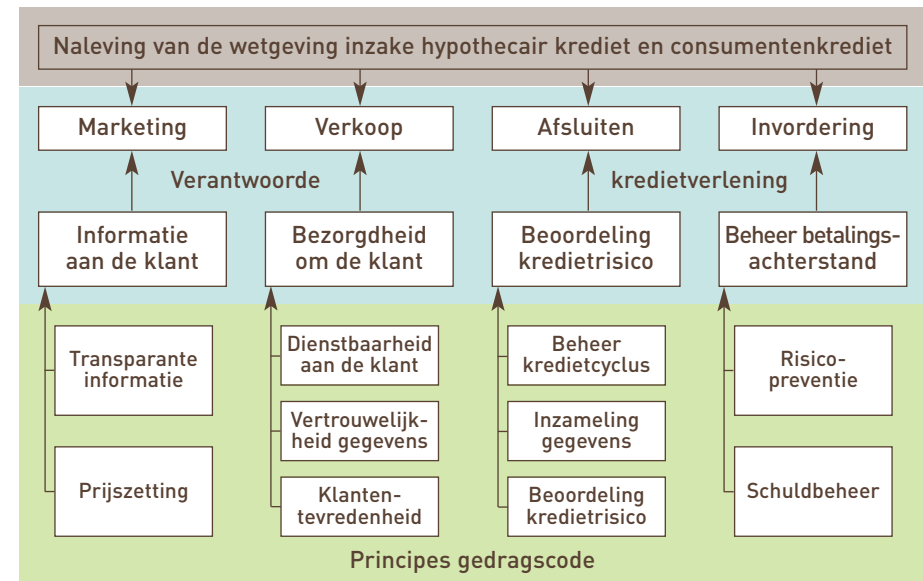 Naleving van de wetgeving inzake hypothecair krediet en consumentenkrediet
Marketing
Verkoop
Afsluiten
Invordering
Verantwoorde
kredietverlening
Informatie
aan de klant
Bezorgdheid
om de klant
Beoordeling
kredietrisico
Beheer betalings-
achterstand
Transparante
informatie
Prijszetting
Dienstbaarheid
aan de klant
Vertrouwelijk-
heid gegevens
Klanten-
tevredenheid
Beheer
kredietcyclus
Inzameling
gegevens
Beoordeling
kredietrisico
Risico-
preventie
Schuldbeheer
Principes gedragscode